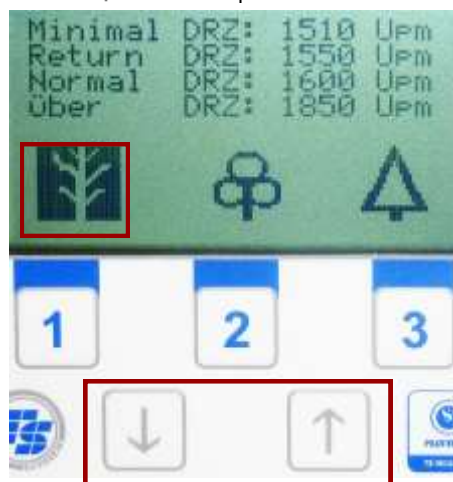 Minimal DRZ: 1510 Upm
Return DRZ: 1550 Upm
Normal DRZ: 1600 Upm
über DRZ: 1850 Upm
1 2 3